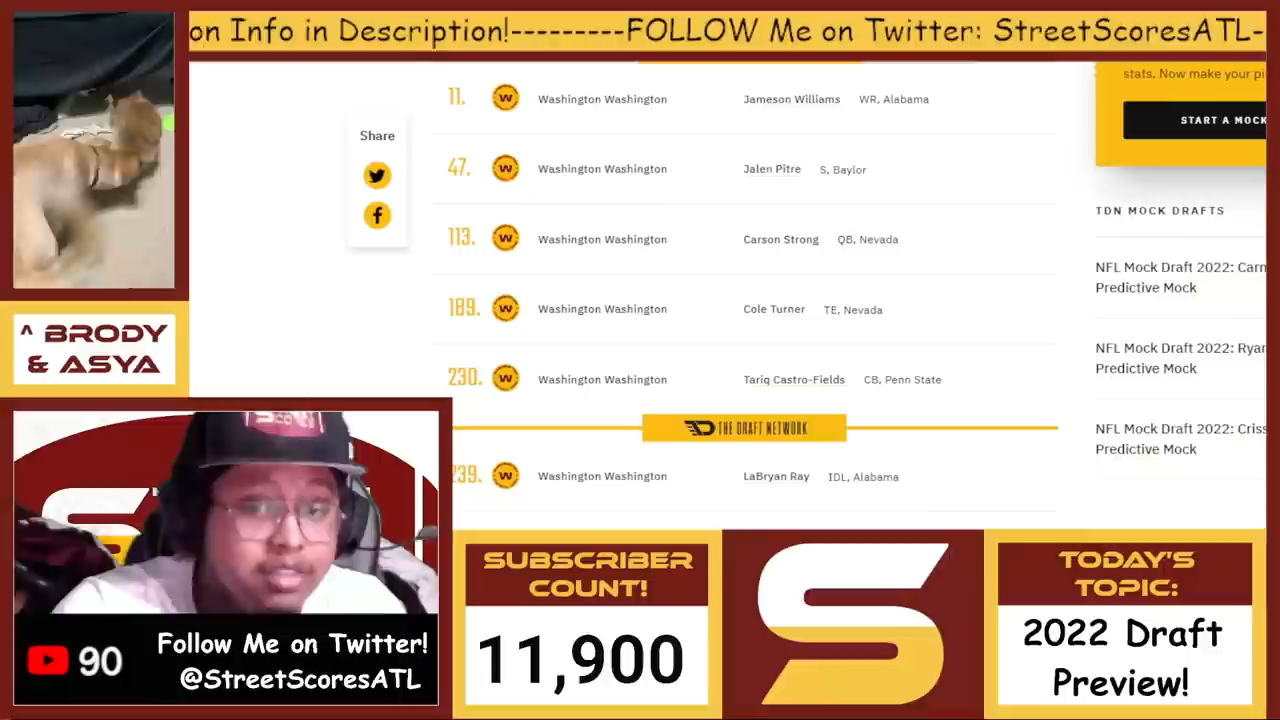 on Info in Description!---------FOLLOW Me on Twitter: StreetScoresATL-
Share
11. W Washington Washington Jameson Williams WR, Alabama
47. W Washington Washington Jalen Pitre S, Baylor
113. W Washington Washington Carson Strong QB, Nevada
189. W Washington Washington Cole Turner TE, Nevada
230. W Washington Washington Tariq Castro-Fields CB, Penn State
THE DRAFT NETWORK
239. W Washington Washington LaBryan Ray IDL, Alabama
stats. Now make your pi
START A MOCK
TDN MOCK DRAFTS
NFL Mock Draft 2022: Carn
Predictive Mock
NFL Mock Draft 2022: Ryan
Predictive Mock
NFL Mock Draft 2022: Criss
Predictive Mock
^ BRODY
& ASYA
90
Follow Me on Twitter!
@StreetScoresATL
SUBSCRIBER
COUNT!
11,900
S
TODAY'S
TOPIC:
2022 Draft
Preview!